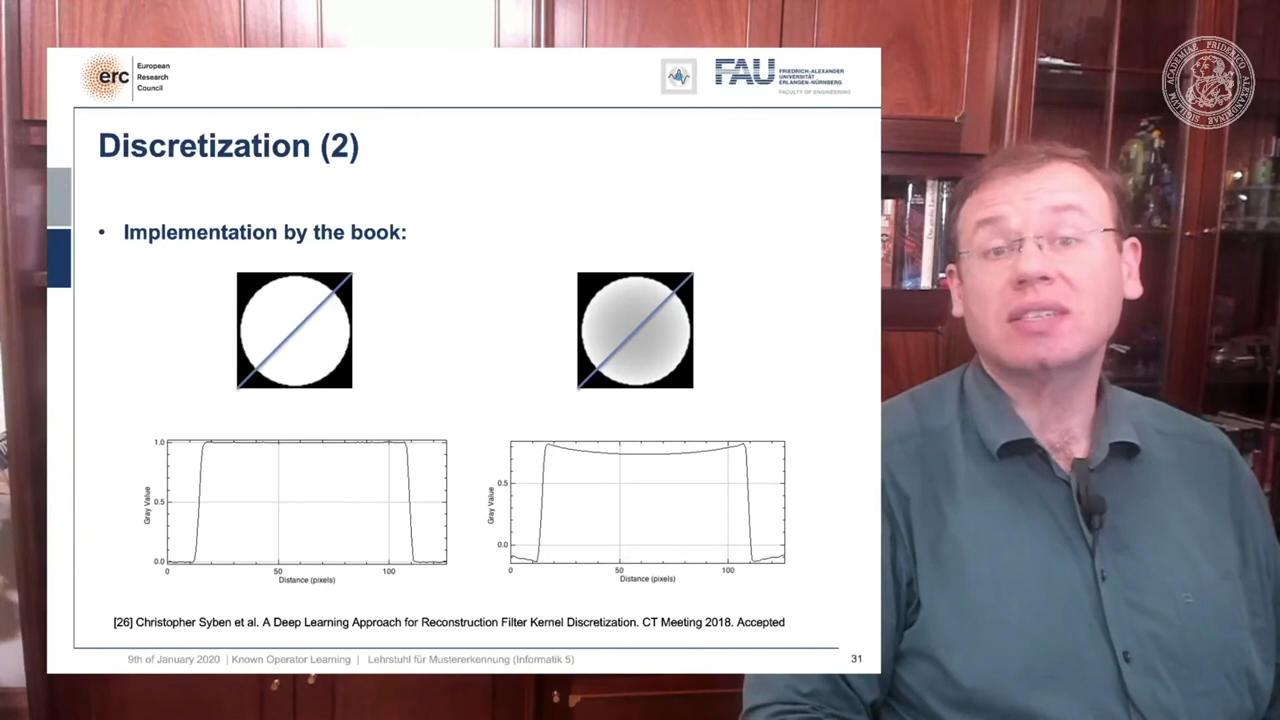 erc
European
Research
Council
FAU
FRIEDRICH-ALEXANDER
UNIVERSITÄT
ERLANGEN-NÜRNBERG
FACULTY OF ENGINEERING
Discretization (2)
• Implementation by the book:
1.0
0.5
0.0
Gray Value
0
50
100
Distance (pixels)
0.5
0.0
Gray Value
0
50
100
Distance (pixels)
[26] Christopher Syben et al. A Deep Learning Approach for Reconstruction Filter Kernel Discretization. CT Meeting 2018. Accepted
9th of January 2020 | Known Operator Learning | Lehrstuhl für Mustererkennung (Informatik 5)
31